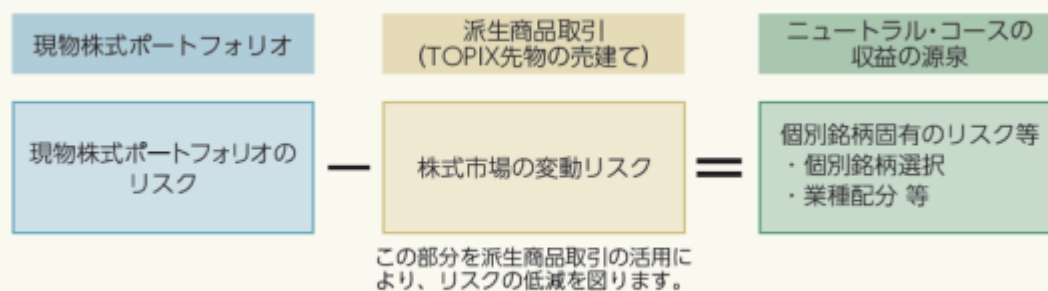 現物株式ポートフォリオ
派生商品取引
(TOPIX先物の売建て)
ニュートラル・コースの
収益の源泉
現物株式ポートフォリオの
リスク
−
株式市場の変動リスク
=
個別銘柄固有のリスク等
・個別銘柄選択
・業種配分 等
この部分を派生商品取引の活用に
より、リスクの低減を図ります。